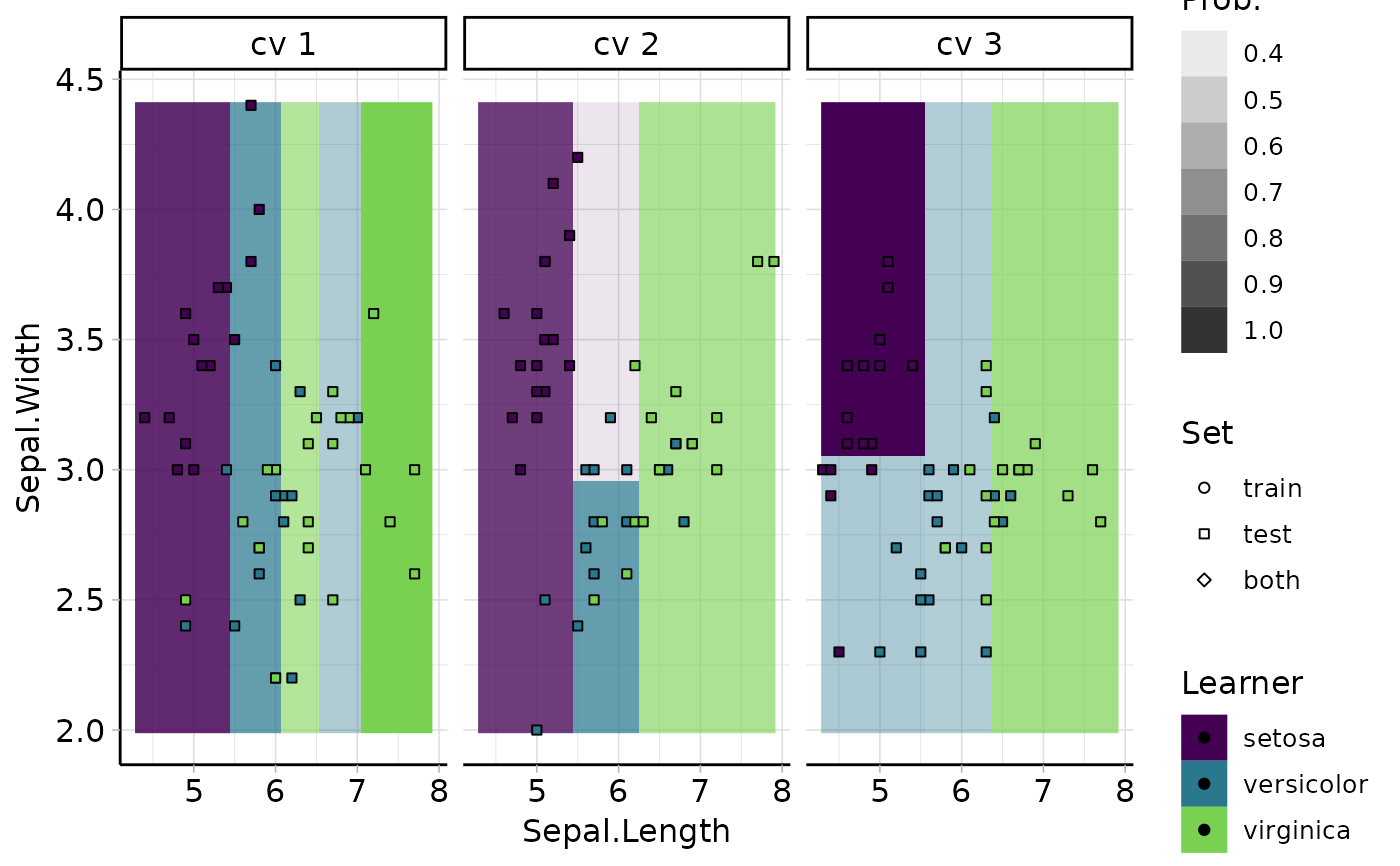 Prob.
cv 1 cv 2 cv 3
0.4
0.5
0.6
0.7
0.8
0.9
1.0
4.5
4.0
3.5
3.0
2.5
2.0
Sepal.Width
5 6 7 8 5 6 7 8 5 6 7 8
Sepal.Length
Set
train
test
both
Learner
setosa
versicolor
virginica